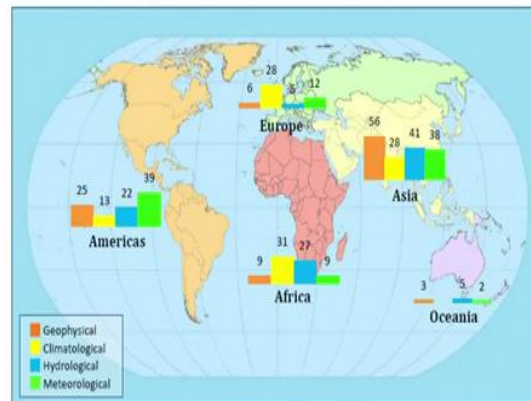 28
6
5
12
Europe
56
28
41
38
Asia
25
13
22
39
Americas
31
9
27
9
Africa
3
5
2
Oceania
Geophysical
Climatological
Hydrological
Meteorological